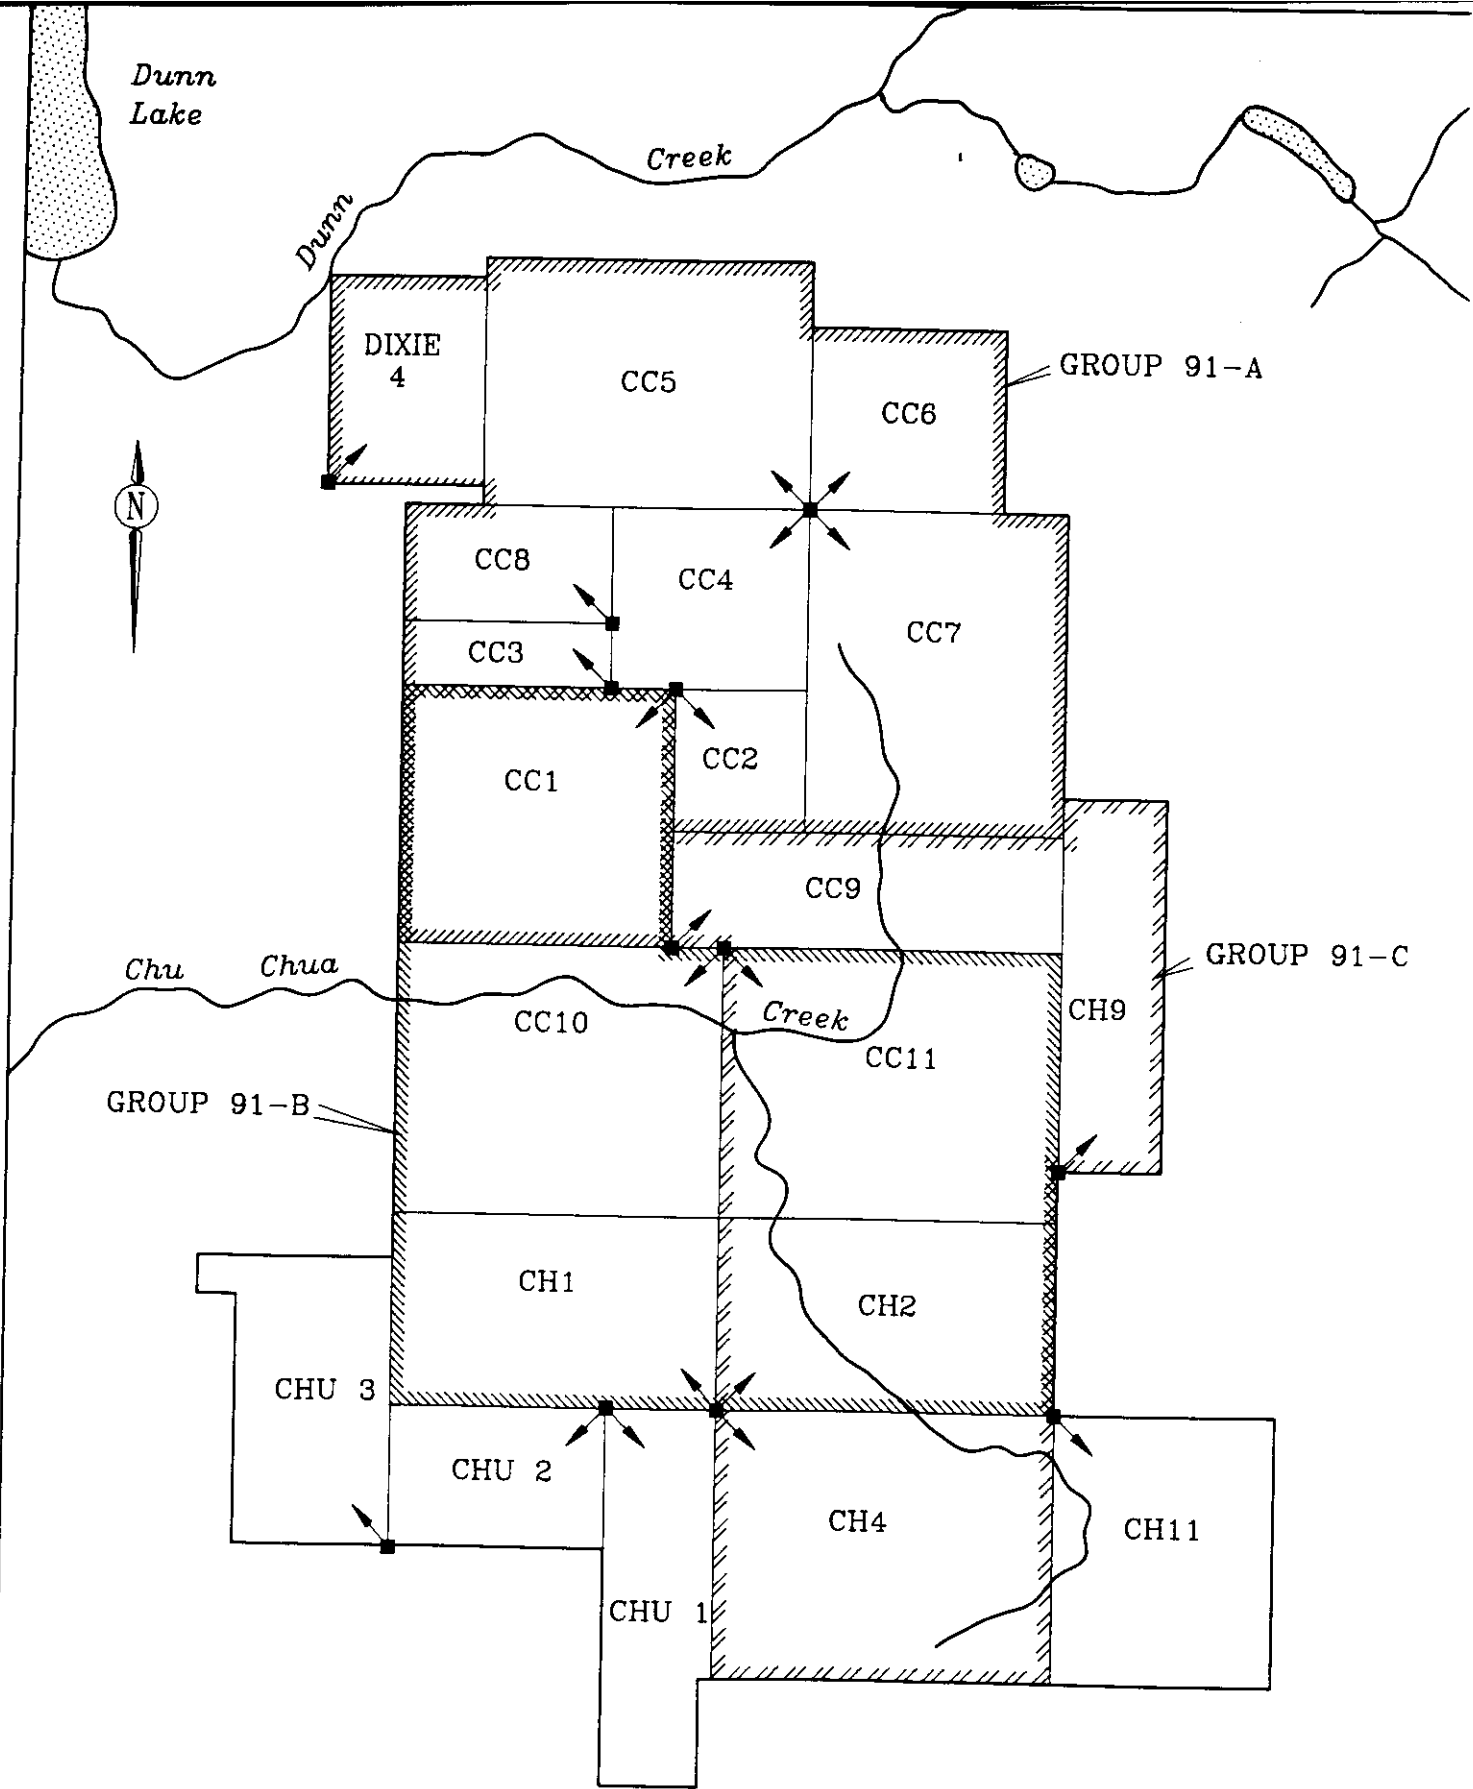 Dunn
Lake
Creek
Dunn
DIXIE
4
CC5
GROUP 91-A
CC6
N
CC8
CC4
CC7
CC3
CC2
CC1
CC9
GROUP 91-C
Chu Chua
CH9
Creek
CC10
CC11
GROUP 91-B
CH1
CH2
CHU 3
CHU 2
CH4
CH11
CHU 1